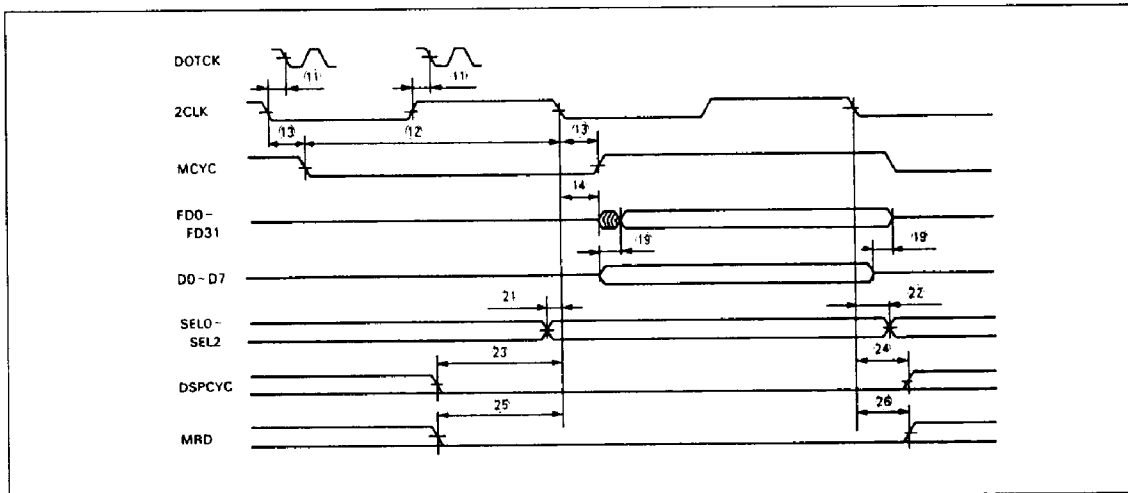 DOTCK
(11)
(11)
2CLK
(13)
(12)
(13)
MCYC
14
FD0-
FD31
(19)
(19)
D0~D7
21
22
SEL0-
SEL2
23
24
DSPCYC
25
26
MRD